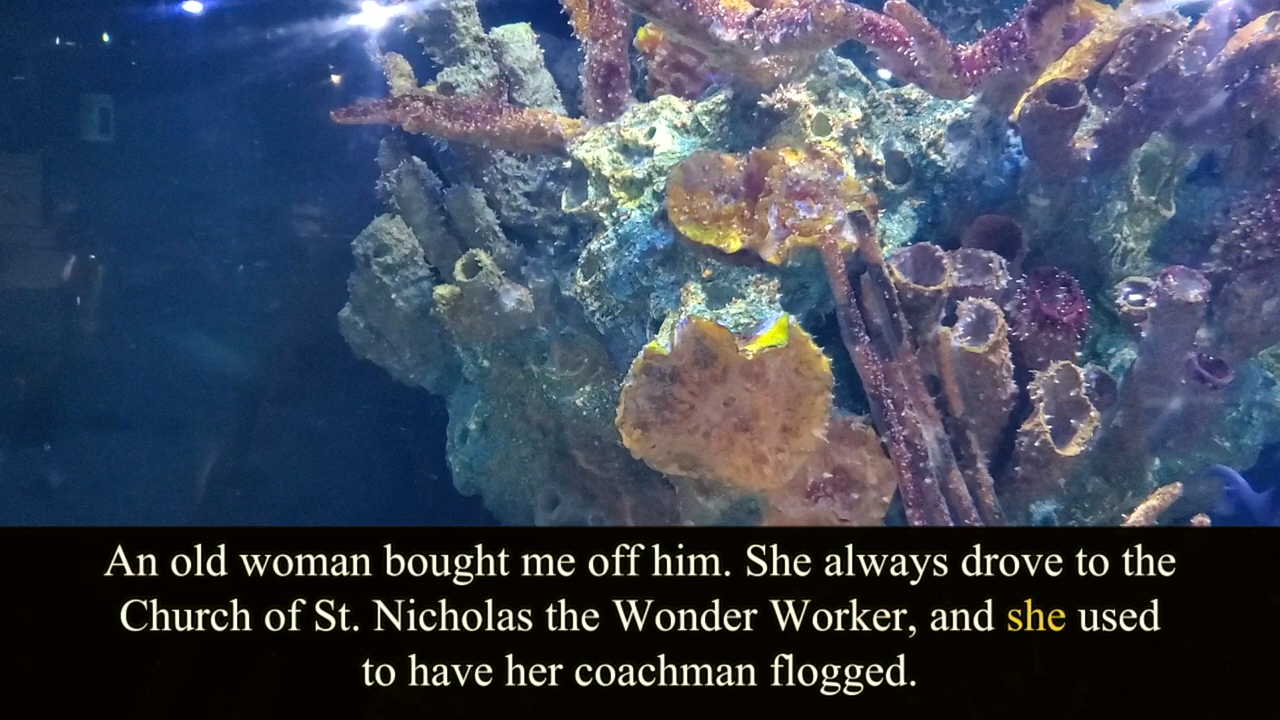 An old woman bought me off him. She always drove to the
Church of St. Nicholas the Wonder Worker, and she used
to have her coachman flogged.